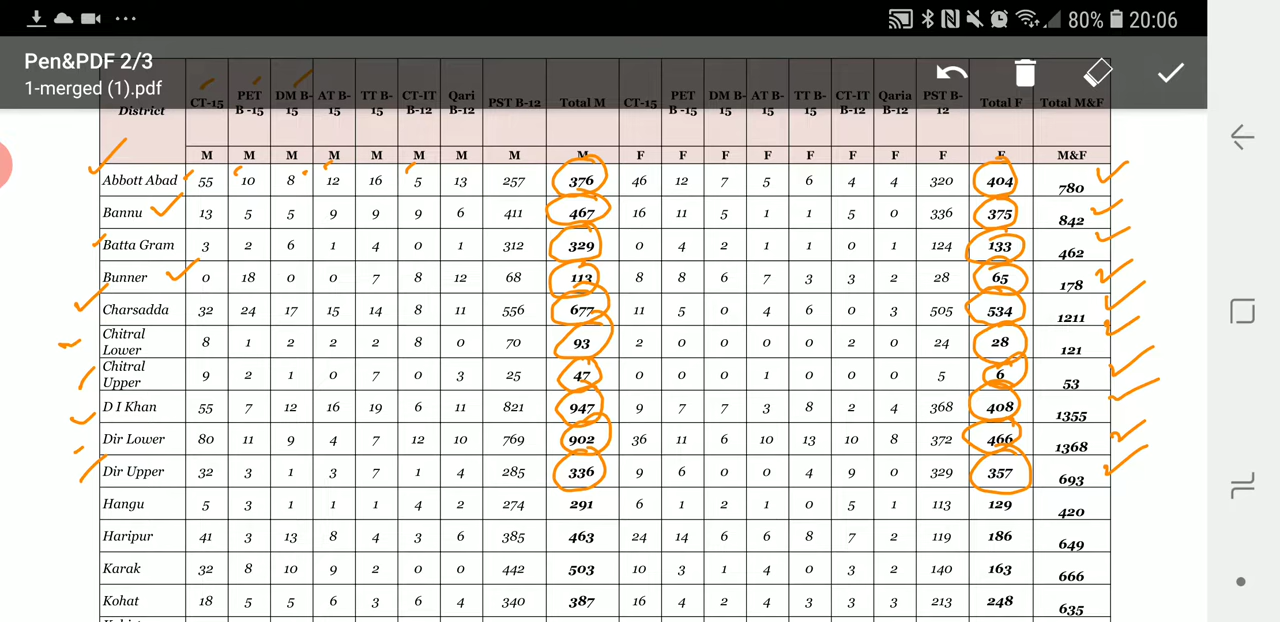 80% 20:06
Pen&PDF 2/3
1-merged (1).pdf
District CT-15 PET B -15 DM B-15 AT B-15 TT B-15 CT-IT B-12 Qari B-12 PST B-12 Total M CT-15 PET B -15 DM B-15 AT B-15 TT B-15 CT-IT B-12 Qaria B-12 PST B-12 Total F Total M&F
M M M M M M M M M F F F F F F F F F M&F
Abbott Abad 55 10 8 12 16 5 13 257 376 46 12 7 5 6 4 4 320 404 780
Bannu 13 5 5 9 9 9 6 411 467 16 11 5 1 1 5 0 336 375 842
Batta Gram 3 2 6 1 4 0 1 312 329 0 4 2 1 1 0 1 124 133 462
Bunner 0 18 0 0 7 8 12 68 113 8 8 6 7 3 3 2 28 65 178
Charsadda 32 24 17 15 14 8 11 556 677 11 5 0 4 6 0 3 505 534 1211
Chitral Lower 8 1 2 2 2 8 0 70 93 2 0 0 0 0 2 0 24 28 121
Chitral Upper 9 2 1 0 7 0 3 25 47 0 0 0 1 0 0 0 5 6 53
D I Khan 55 7 12 16 19 6 11 821 947 9 7 7 3 8 2 4 368 408 1355
Dir Lower 80 11 9 4 7 12 10 769 902 36 11 6 10 13 10 8 372 466 1368
Dir Upper 32 3 1 3 7 1 4 285 336 9 6 0 0 4 9 0 329 357 693
Hangu 5 3 1 1 1 4 2 274 291 6 1 2 1 0 5 1 113 129 420
Haripur 41 3 13 8 4 3 6 385 463 24 14 6 6 8 7 2 119 186 649
Karak 32 8 10 9 2 0 0 442 503 10 3 1 4 0 3 2 140 163 666
Kohat 18 5 5 6 3 6 4 340 387 16 4 2 4 3 3 3 213 248 635